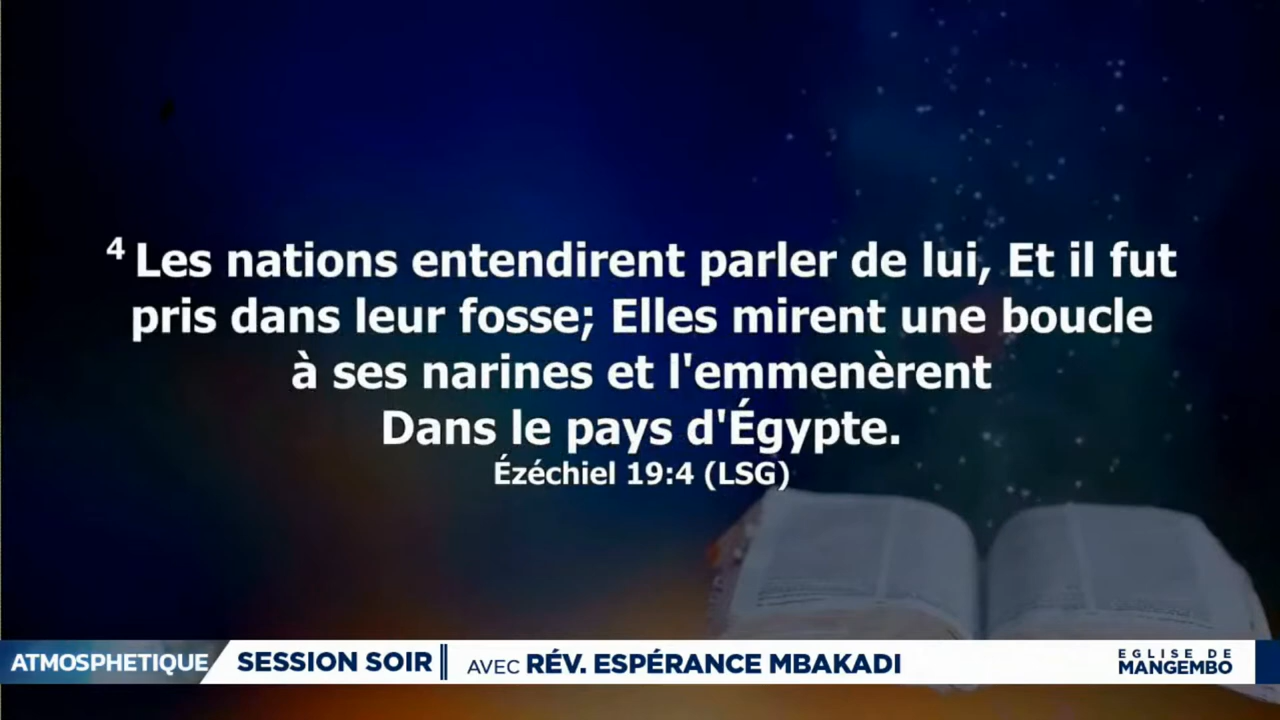 4 Les nations entendirent parler de lui, Et il fut
pris dans leur fosse; Elles mirent une boucle
à ses narines et l'emmenèrent
Dans le pays d'Égypte.
Ézéchiel 19:4 (LSG)
ATMOSPHETIQUE SESSION SOIR AVEC RÉV. ESPÉRANCE MBAKADI
EGLISE DE
MANGEMBO